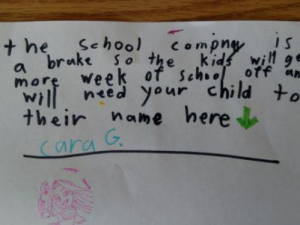 the school compny is
a brake so the kids will ge
more week of school off an
will need your child to
their name here
cara G.